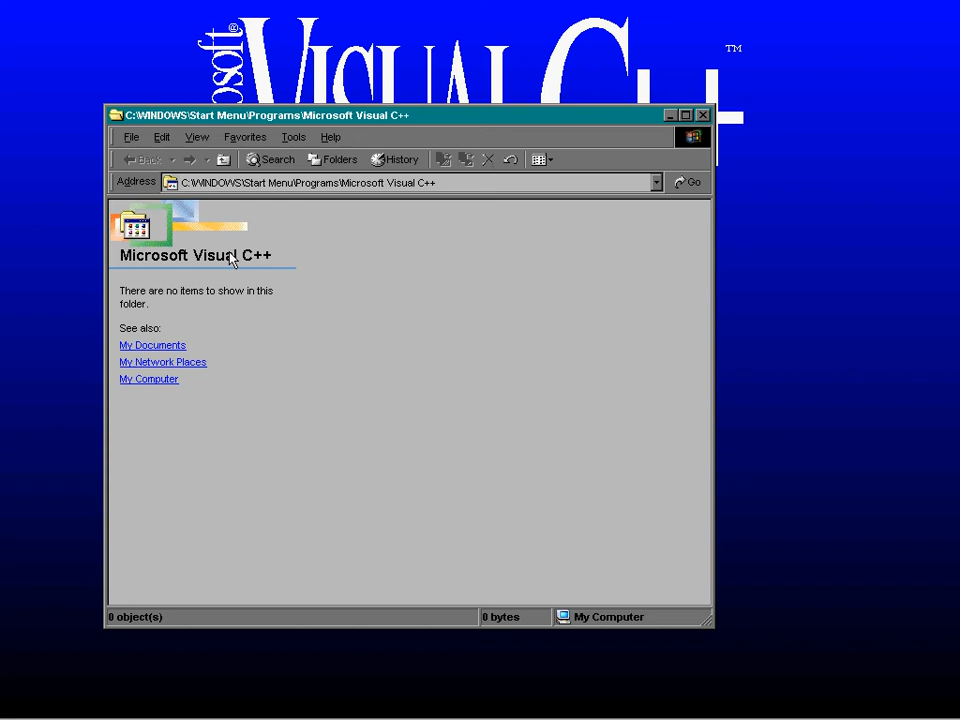 osoft®
VISUAL C++™
C:\WINDOWS\Start Menu\Programs\Microsoft Visual C++
File Edit View Favorites Tools Help
Back Search Folders History
Address C:\WINDOWS\Start Menu\Programs\Microsoft Visual C++ Go
Microsoft Visual C++
There are no items to show in this
folder.
See also:
My Documents
My Network Places
My Computer
0 object(s) 0 bytes My Computer